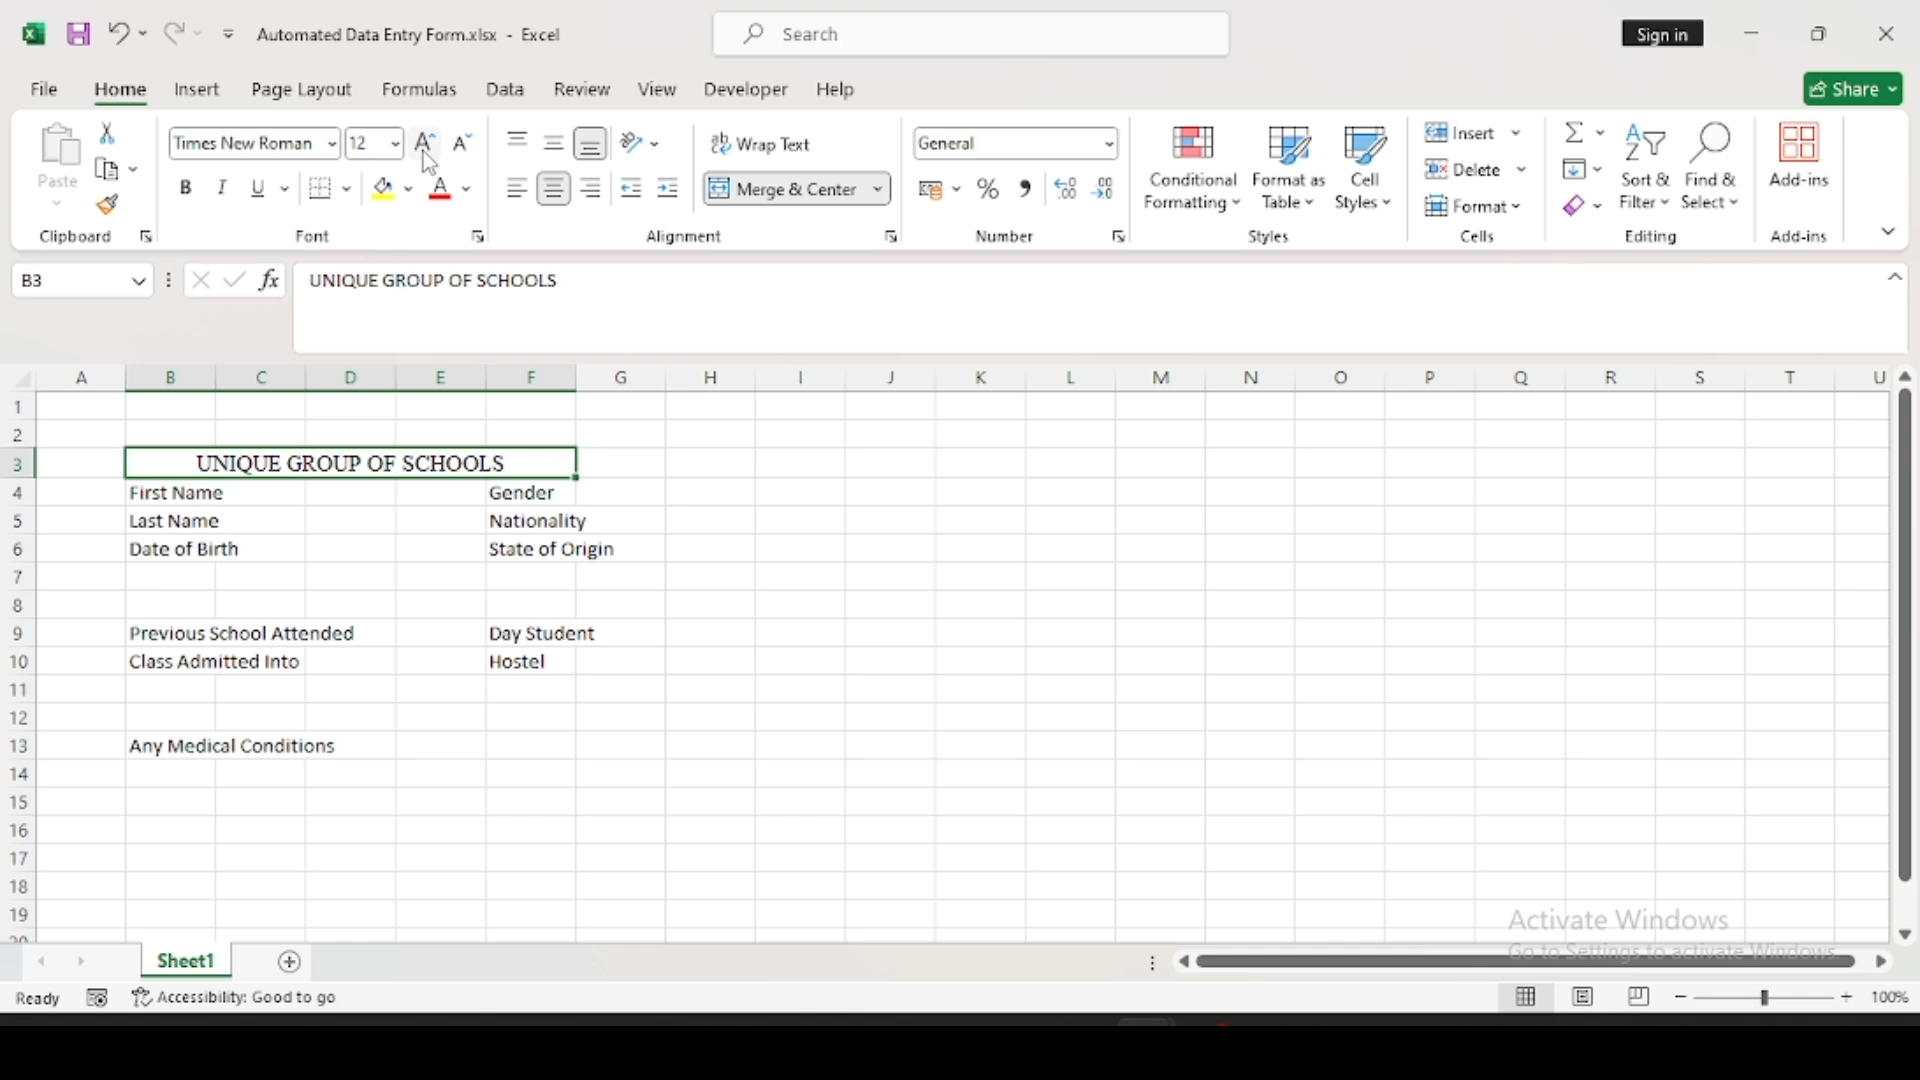 Automated Data Entry Form.xlsx - Excel
Search
Sign in
File Home Insert Page Layout Formulas Data Review View Developer Help
Share
Paste
Clipboard
Times New Roman 12
B I U
Font
Wrap Text
Merge & Center
Alignment
General
Number
Conditional Formatting
Format as Table
Cell Styles
Styles
Insert
Delete
Format
Cells
Sort & Filter
Find & Select
Editing
Add-ins
Add-ins
B3
fx
UNIQUE GROUP OF SCHOOLS
A B C D E F G H I J K L M N O P Q R S T U
1
2
3 UNIQUE GROUP OF SCHOOLS
4 First Name Gender
5 Last Name Nationality
6 Date of Birth State of Origin
7
8
9 Previous School Attended Day Student
10 Class Admitted Into Hostel
11
12
13 Any Medical Conditions
14
15
16
17
18
19
20
Activate Windows
Go to Settings to activate Windows.
Sheet1
Ready
Accessibility: Good to go
100%